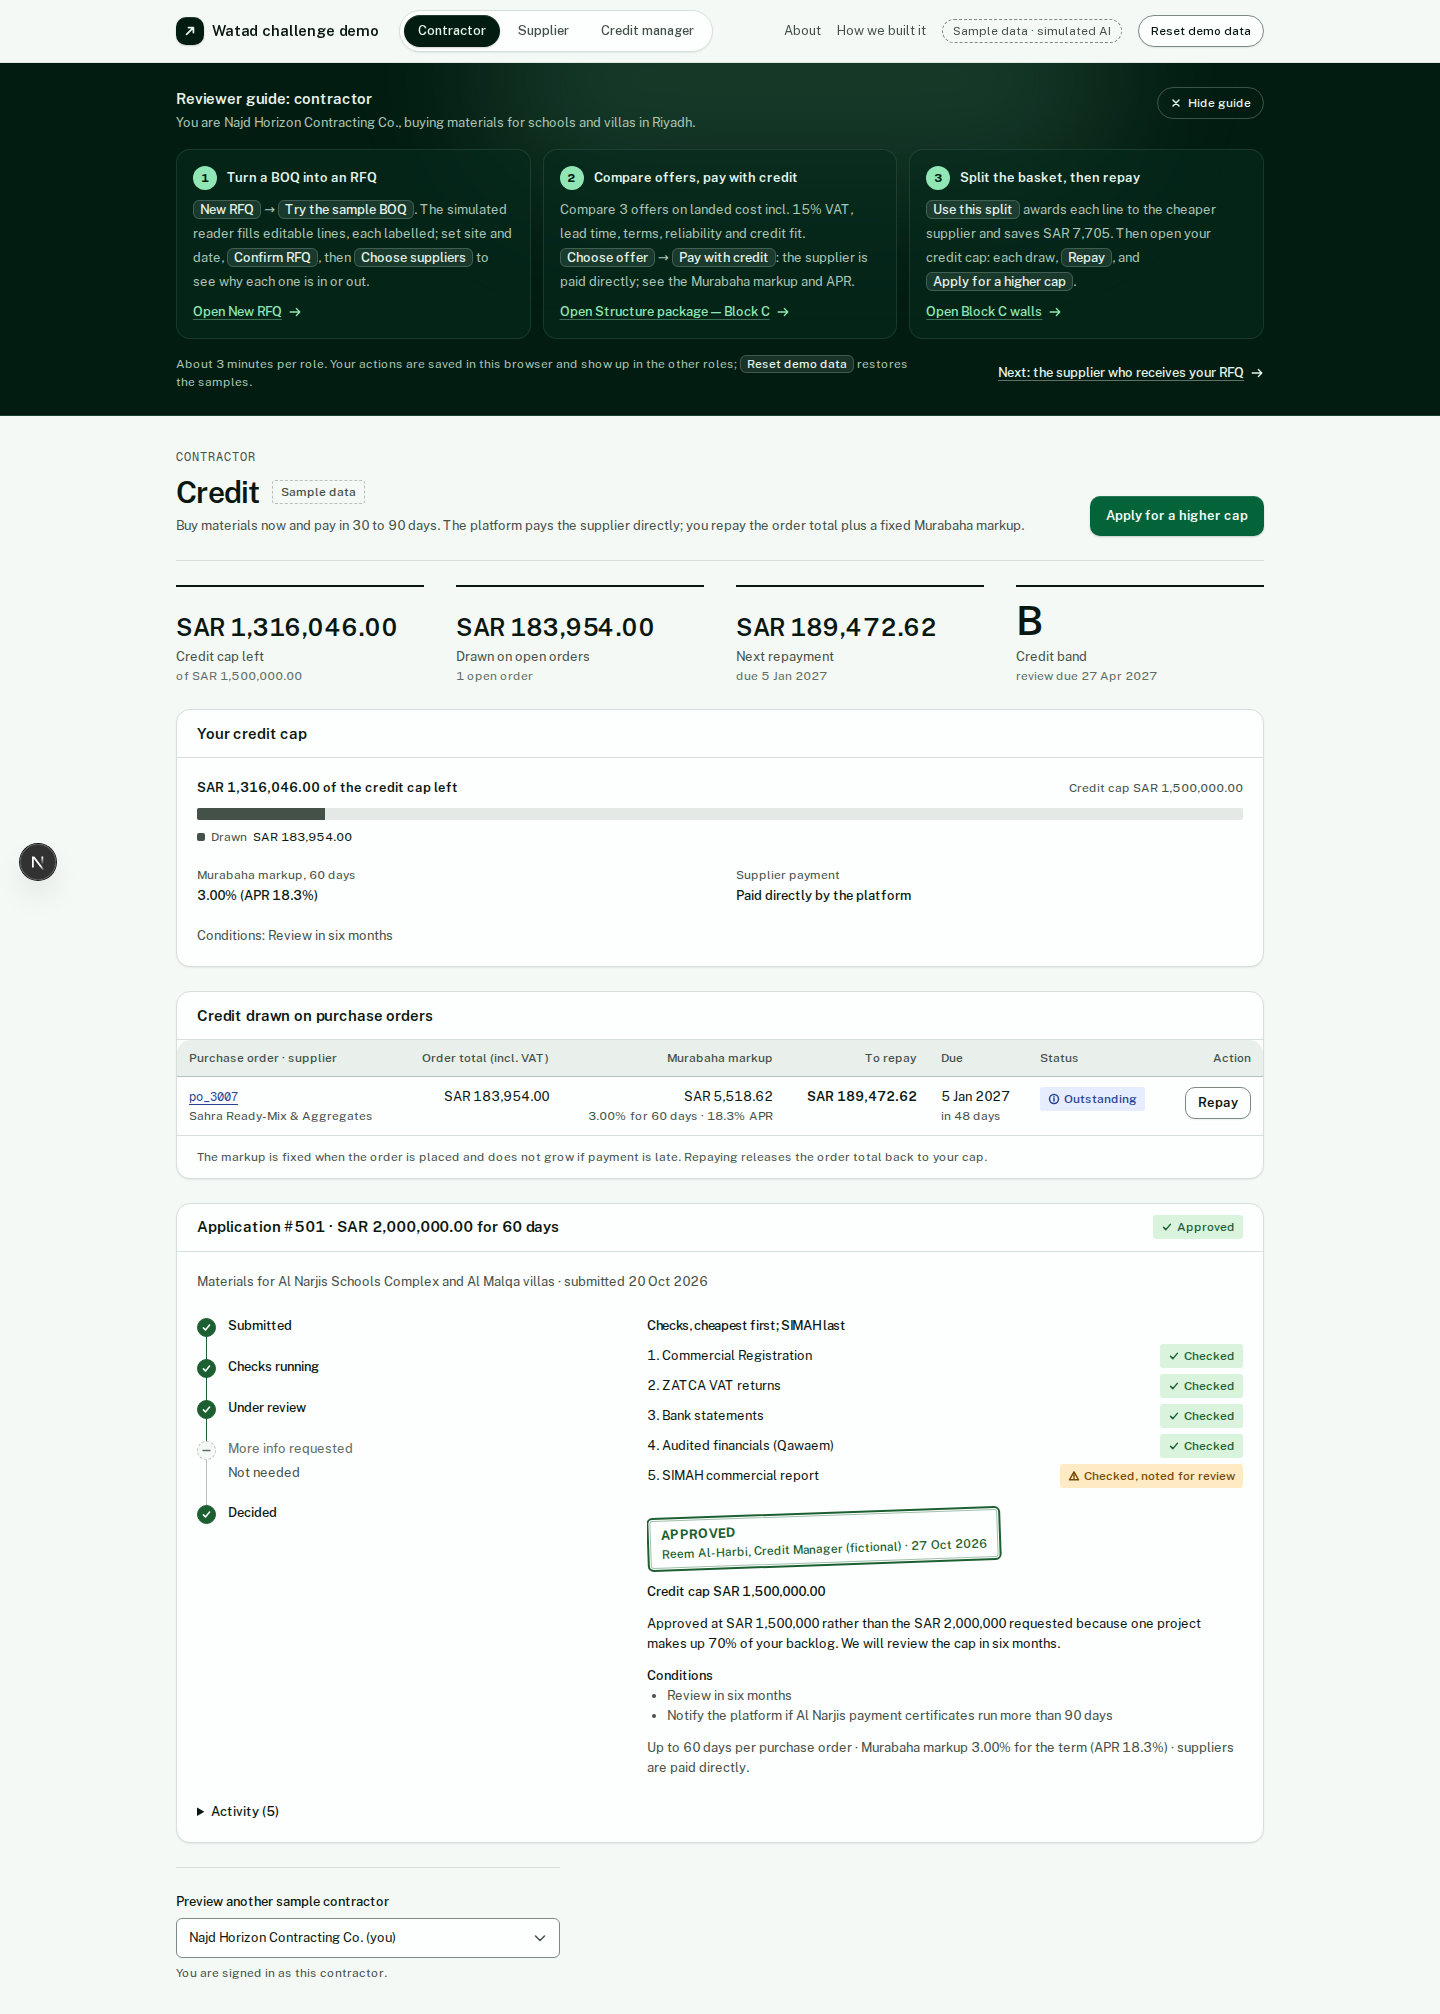 Watad challenge demo
Contractor
Supplier
Credit manager
About
How we built it
Sample data · simulated AI
Reset demo data
Reviewer guide: contractor
You are Najd Horizon Contracting Co., buying materials for schools and villas in Riyadh.
Hide guide
1 Turn a BOQ into an RFQ
New RFQ → Try the sample BOQ. The simulated
reader fills editable lines, each labelled; set site and
date, Confirm RFQ, then Choose suppliers to
see why each one is in or out.
Open New RFQ →
2 Compare offers, pay with credit
Compare 3 offers on landed cost incl. 15% VAT,
lead time, terms, reliability and credit fit.
Choose offer → Pay with credit: the supplier is
paid directly; see the Murabaha markup and APR.
Open Structure package — Block C →
3 Split the basket, then repay
Use this split awards each line to the cheaper
supplier and saves SAR 7,705. Then open your
credit cap: each draw, Repay, and
Apply for a higher cap.
Open Block C walls →
About 3 minutes per role. Your actions are saved in this browser and show up in the other roles; Reset demo data restores
the samples.
Next: the supplier who receives your RFQ →
CONTRACTOR
Credit
Sample data
Buy materials now and pay in 30 to 90 days. The platform pays the supplier directly; you repay the order total plus a fixed Murabaha markup.
Apply for a higher cap
SAR 1,316,046.00
Credit cap left
of SAR 1,500,000.00
SAR 183,954.00
Drawn on open orders
1 open order
SAR 189,472.62
Next repayment
due 5 Jan 2027
B
Credit band
review due 27 Apr 2027
Your credit cap
SAR 1,316,046.00 of the credit cap left
Credit cap SAR 1,500,000.00
Drawn SAR 183,954.00
Murabaha markup, 60 days
3.00% (APR 18.3%)
Supplier payment
Paid directly by the platform
Conditions: Review in six months
Credit drawn on purchase orders
Purchase order · supplier
Order total (incl. VAT)
Murabaha markup
To repay
Due
Status
Action
po_3007
Sahra Ready-Mix & Aggregates
SAR 183,954.00
SAR 5,518.62
3.00% for 60 days · 18.3% APR
SAR 189,472.62
5 Jan 2027
in 48 days
Outstanding
Repay
The markup is fixed when the order is placed and does not grow if payment is late. Repaying releases the order total back to your cap.
Application #501 · SAR 2,000,000.00 for 60 days
Approved
Materials for Al Narjis Schools Complex and Al Malqa villas · submitted 20 Oct 2026
Submitted
Checks running
Under review
More info requested
Not needed
Decided
Checks, cheapest first; SIMAH last
1. Commercial Registration
Checked
2. ZATCA VAT returns
Checked
3. Bank statements
Checked
4. Audited financials (Qawaem)
Checked
5. SIMAH commercial report
Checked, noted for review
APPROVED
Reem Al-Harbi, Credit Manager (fictional) · 27 Oct 2026
Credit cap SAR 1,500,000.00
Approved at SAR 1,500,000 rather than the SAR 2,000,000 requested because one project
makes up 70% of your backlog. We will review the cap in six months.
Conditions
• Review in six months
• Notify the platform if Al Narjis payment certificates run more than 90 days
Up to 60 days per purchase order · Murabaha markup 3.00% for the term (APR 18.3%) · suppliers
are paid directly.
Activity (5)
Preview another sample contractor
Najd Horizon Contracting Co. (you)
You are signed in as this contractor.
N